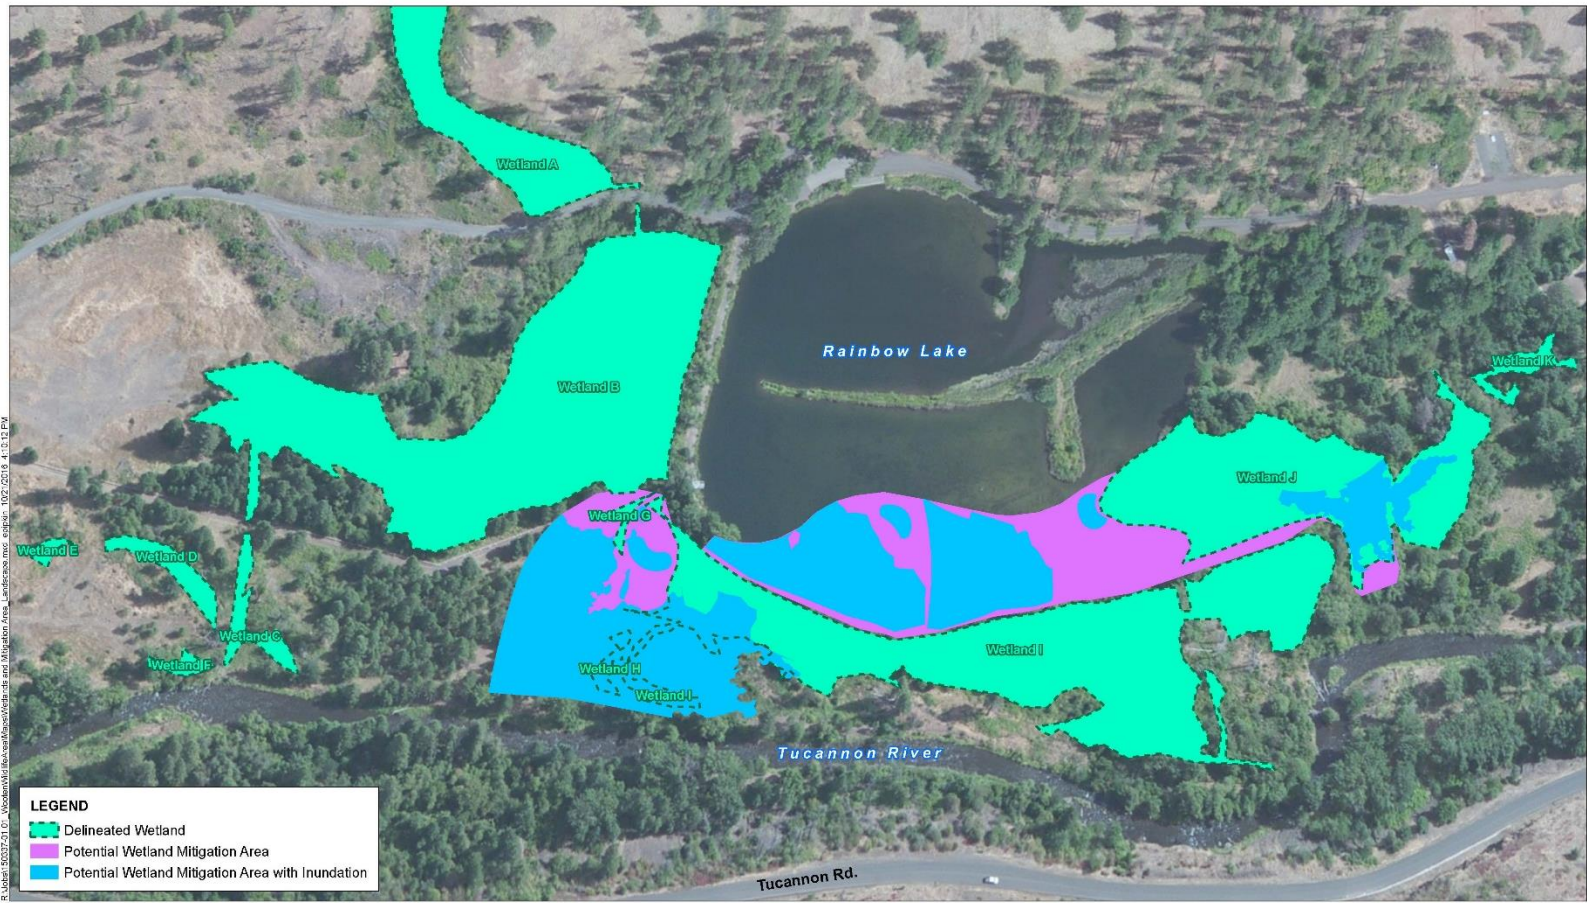 Wetland A
Rainbow Lake
Wetland K
Wetland B
Wetland J
Wetland G
Wetland E
Wetland D
Wetland C
Wetland I
Wetland F
Wetland H
Wetland I
Tucannon River
LEGEND
Delineated Wetland
Potential Wetland Mitigation Area
Potential Wetland Mitigation Area with Inundation
Tucannon Rd.